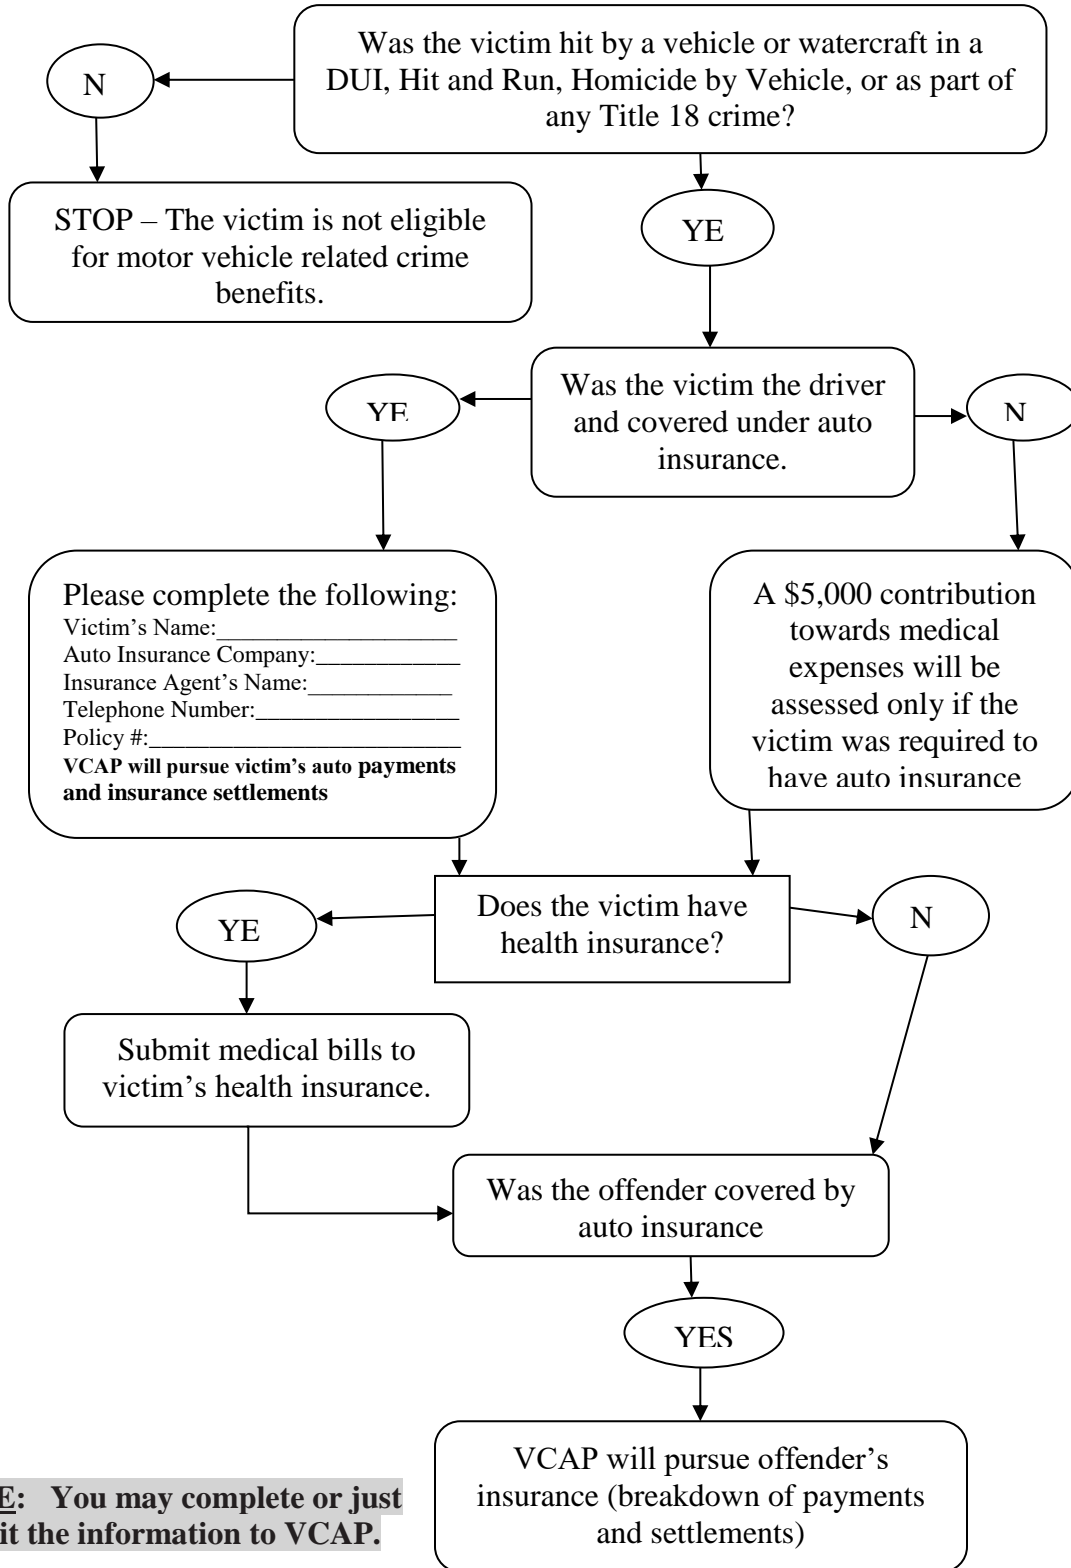 Was the victim hit by a vehicle or watercraft in a
DUI, Hit and Run, Homicide by Vehicle, or as part of
any Title 18 crime?
N
YE
STOP – The victim is not eligible
for motor vehicle related crime
benefits.
Was the victim the driver
and covered under auto
insurance.
YE
N
Please complete the following:
Victim’s Name:____________________
Auto Insurance Company:____________
Insurance Agent’s Name:____________
Telephone Number:_________________
Policy #:__________________________
VCAP will pursue victim’s auto payments
and insurance settlements
A $5,000 contribution
towards medical
expenses will be
assessed only if the
victim was required to
have auto insurance
Does the victim have
health insurance?
YE
N
Submit medical bills to
victim’s health insurance.
Was the offender covered by
auto insurance
YES
VCAP will pursue offender’s
insurance (breakdown of payments
and settlements)
E: You may complete or just
it the information to VCAP.